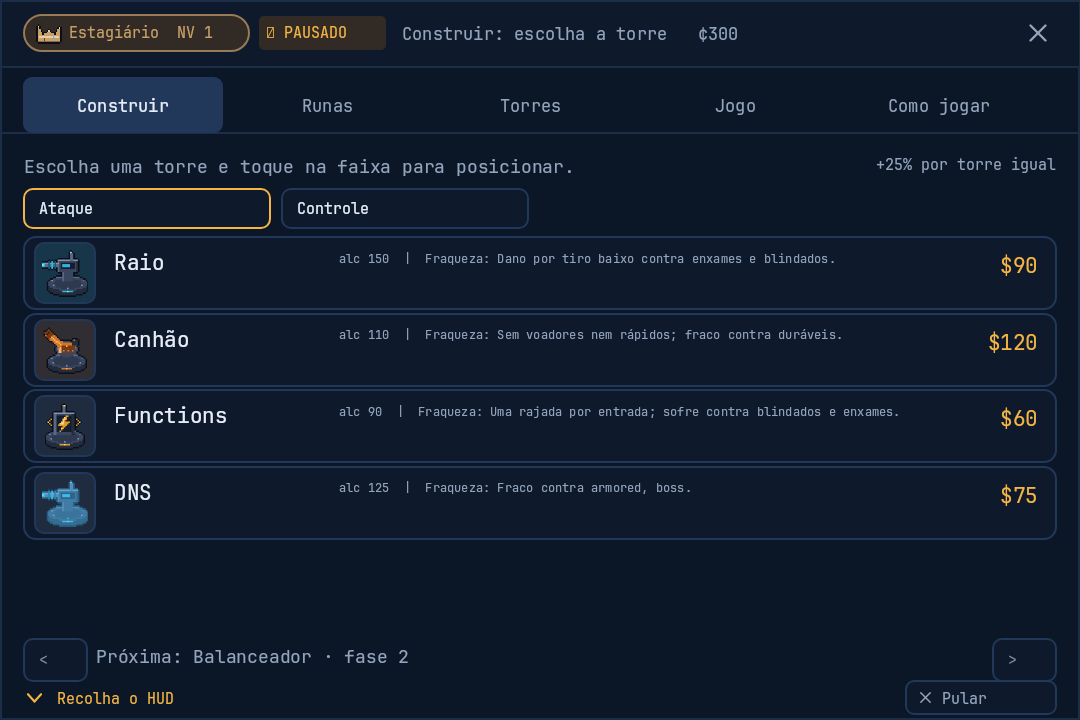 Estagiário NV 1 PAUSADO Construir: escolha a torre ₵300
Construir Runas Torres Jogo Como jogar
Escolha uma torre e toque na faixa para posicionar. +25% por torre igual
Ataque Controle
Raio alc 150 | Fraqueza: Dano por tiro baixo contra enxames e blindados. $90
Canhão alc 110 | Fraqueza: Sem voadores nem rápidos; fraco contra duráveis. $120
Functions alc 90 | Fraqueza: Uma rajada por entrada; sofre contra blindados e enxames. $60
DNS alc 125 | Fraqueza: Fraco contra armored, boss. $75
< Próxima: Balanceador · fase 2 >
Recolha o HUD × Pular